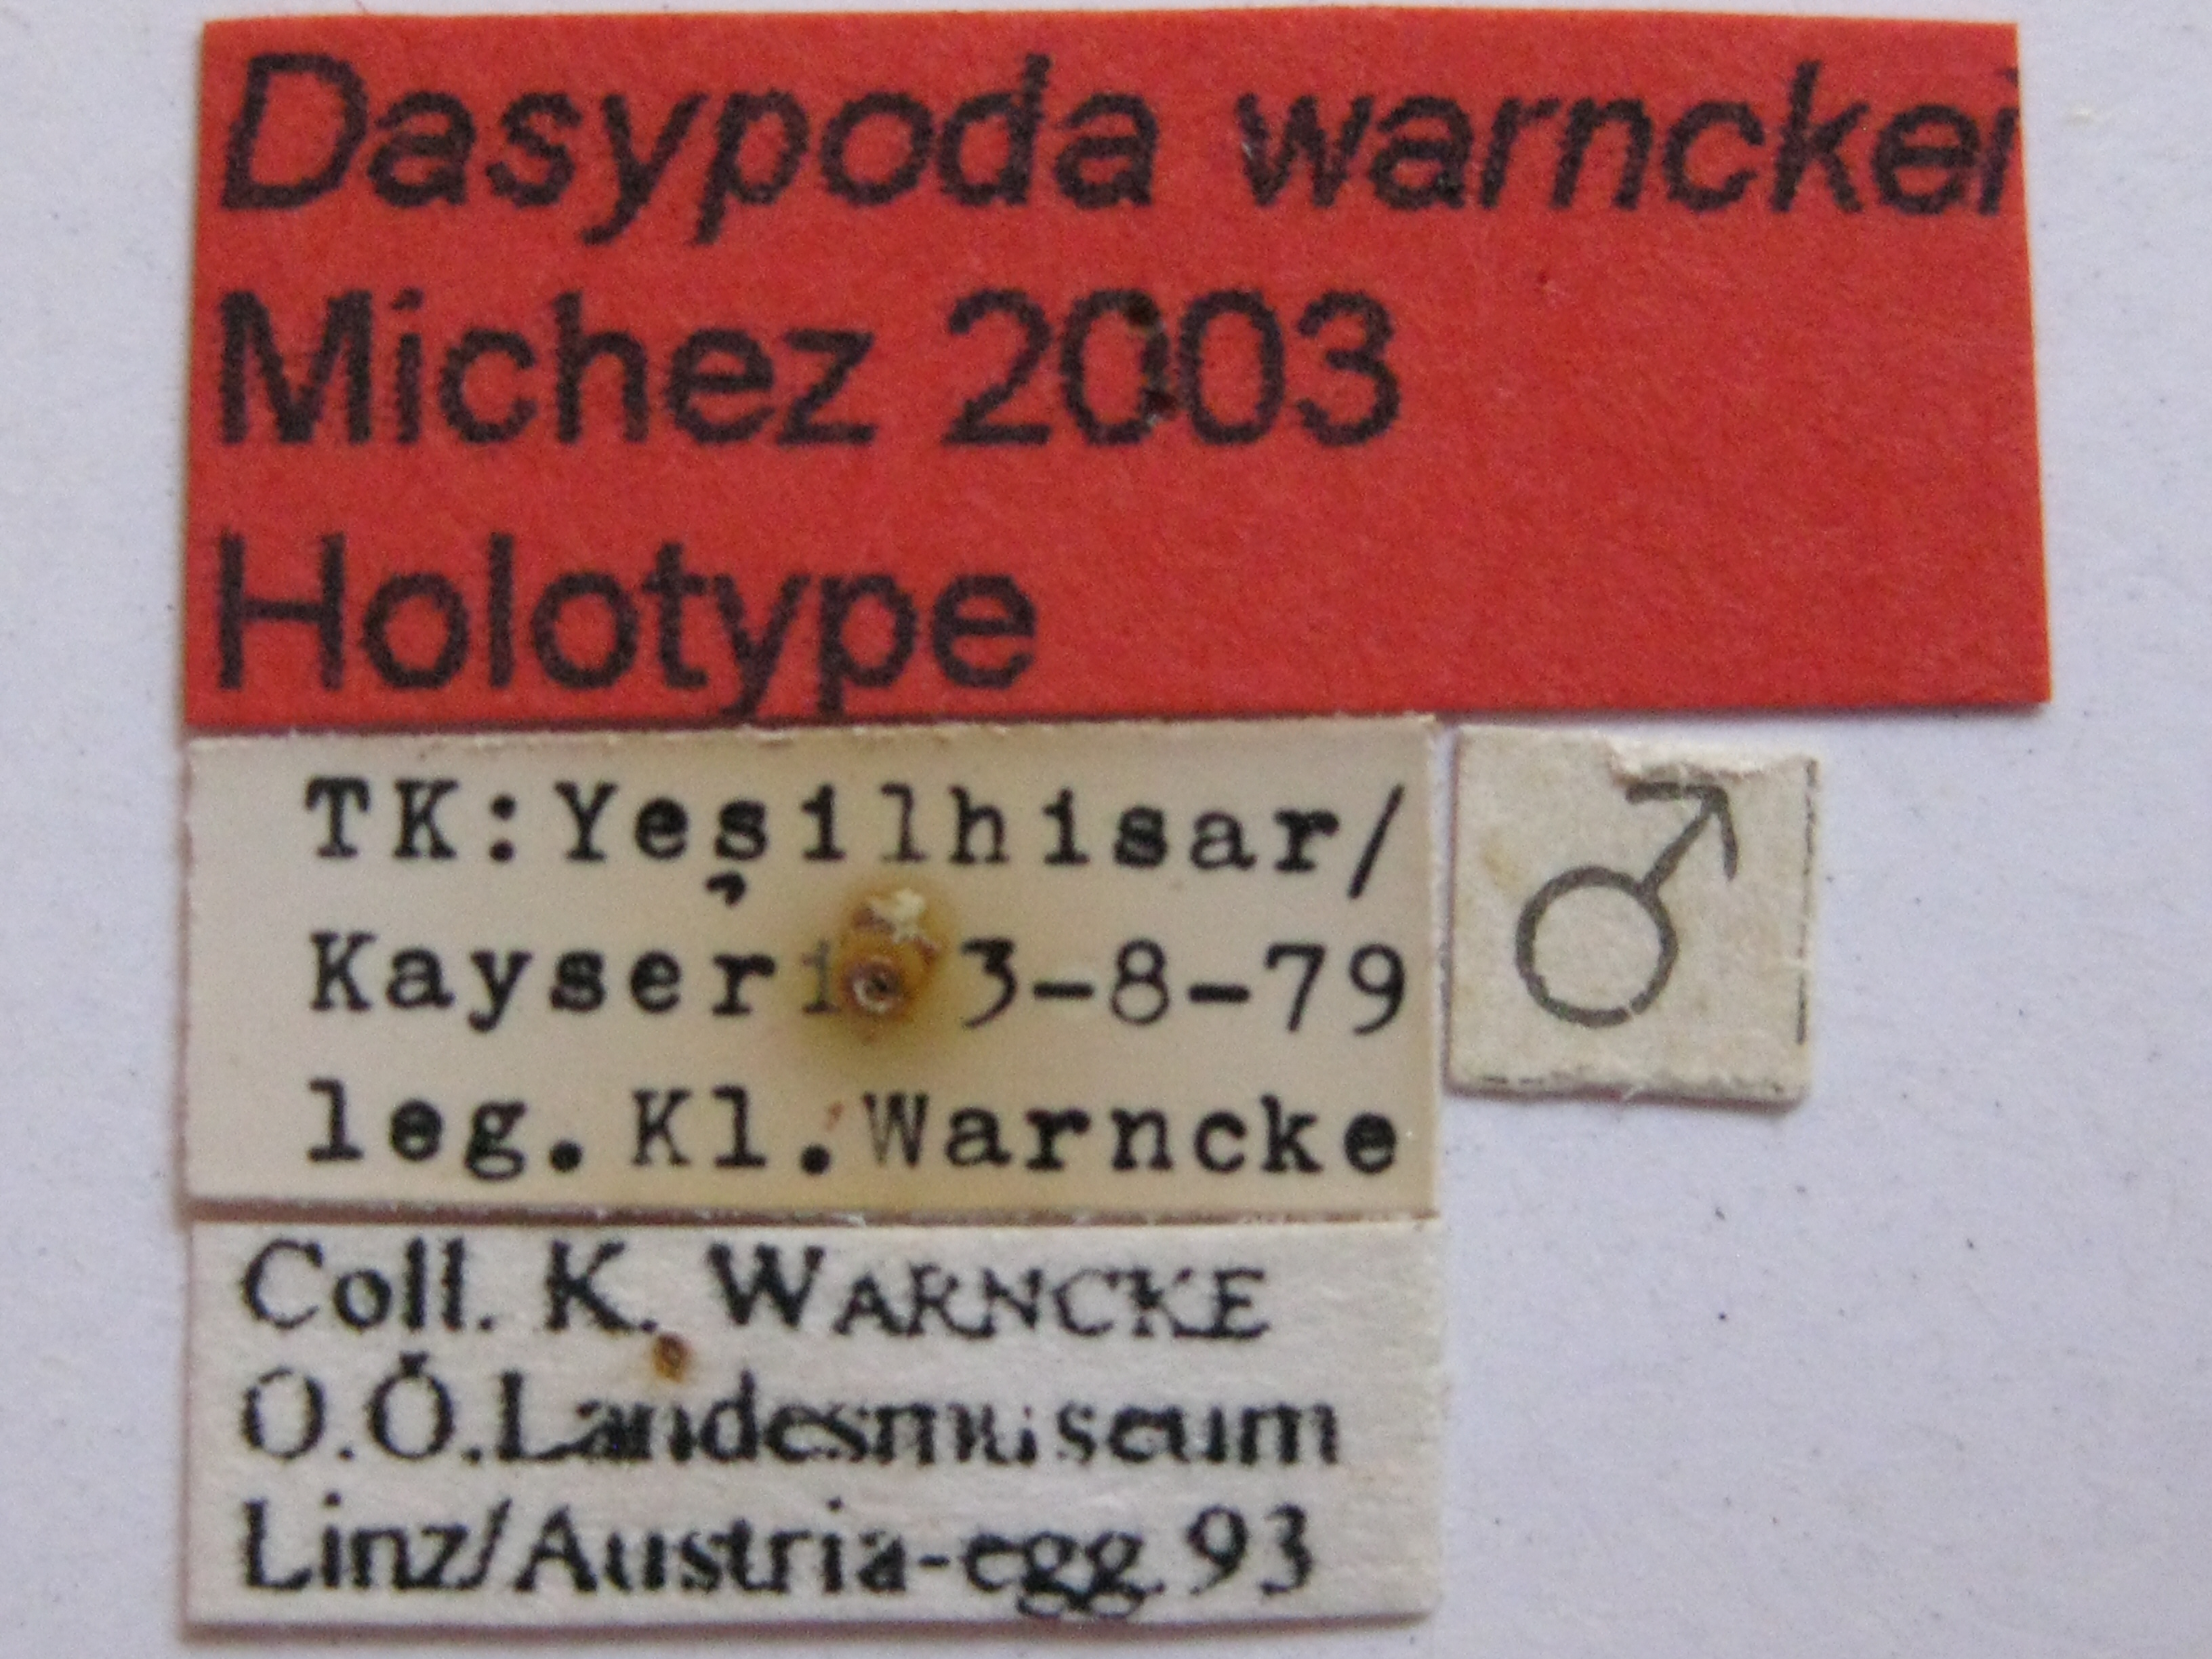 Dasypoda warnckei
Michez 2003
Holotype
TK:Yeşilhisar/
Kayseri 3-8-79
leg. Kl. Warncke
♂
Coll. K. WARNCKE
O.Ö.Landesmuseum
Linz/Austria-egg.93